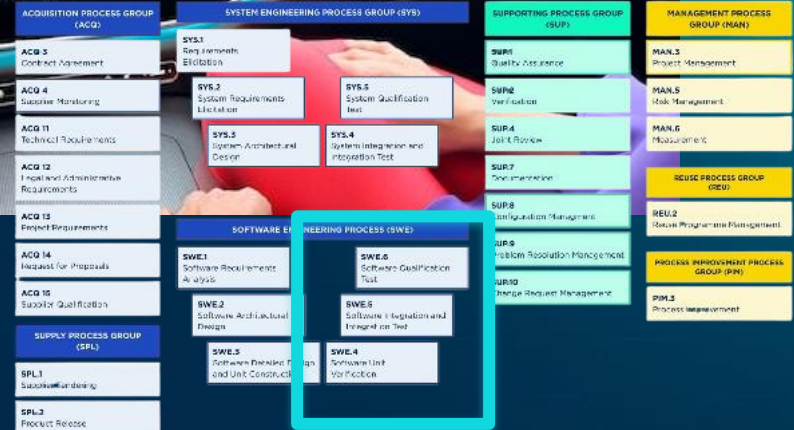 ACQUISITION PROCESS GROUP
(ACQ)
ACQ 3
Contract Agreement
ACQ 4
Supplier Monitoring
ACQ 11
Technical Requirements
ACQ 12
Legal and Administrative
Requirements
ACQ 13
Project Requirements
ACQ 14
Request for Proposals
ACQ 15
Supplier Qualification
SUPPLY PROCESS GROUP
(SPL)
SPL.1
Supplier Tendering
SPL.2
Product Release
SYSTEM ENGINEERING PROCESS GROUP (SYS)
SYS.1
Requirements
Elicitation
SYS.2
System Requirements
Elicitation
SYS.3
System Architectural
Design
SYS.5
System Qualification
Test
SYS.4
System Integration and
Integration Test
SOFTWARE ENGINEERING PROCESS (SWE)
SWE.1
Software Requirements
Analysis
SWE.2
Software Architectural
Design
SWE.3
Software Detailed Design
and Unit Construction
SWE.6
Software Qualification
Test
SWE.5
Software Integration and
Integration Test
SWE.4
Software Unit
Verification
SUPPORTING PROCESS GROUP
(SUP)
SUP.1
Quality Assurance
SUP.2
Verification
SUP.4
Joint Review
SUP.7
Documentation
SUP.8
Configuration Managment
SUP.9
Problem Resolution Management
SUP.10
Change Request Management
MANAGEMENT PROCESS
GROUP (MAN)
MAN.3
Project Management
MAN.5
Risk Management
MAN.6
Measurement
REUSE PROCESS GROUP
(REU)
REU.2
Reuse Programme Management
PROCESS IMPROVEMENT PROCESS
GROUP (PIM)
PIM.3
Process Improvement